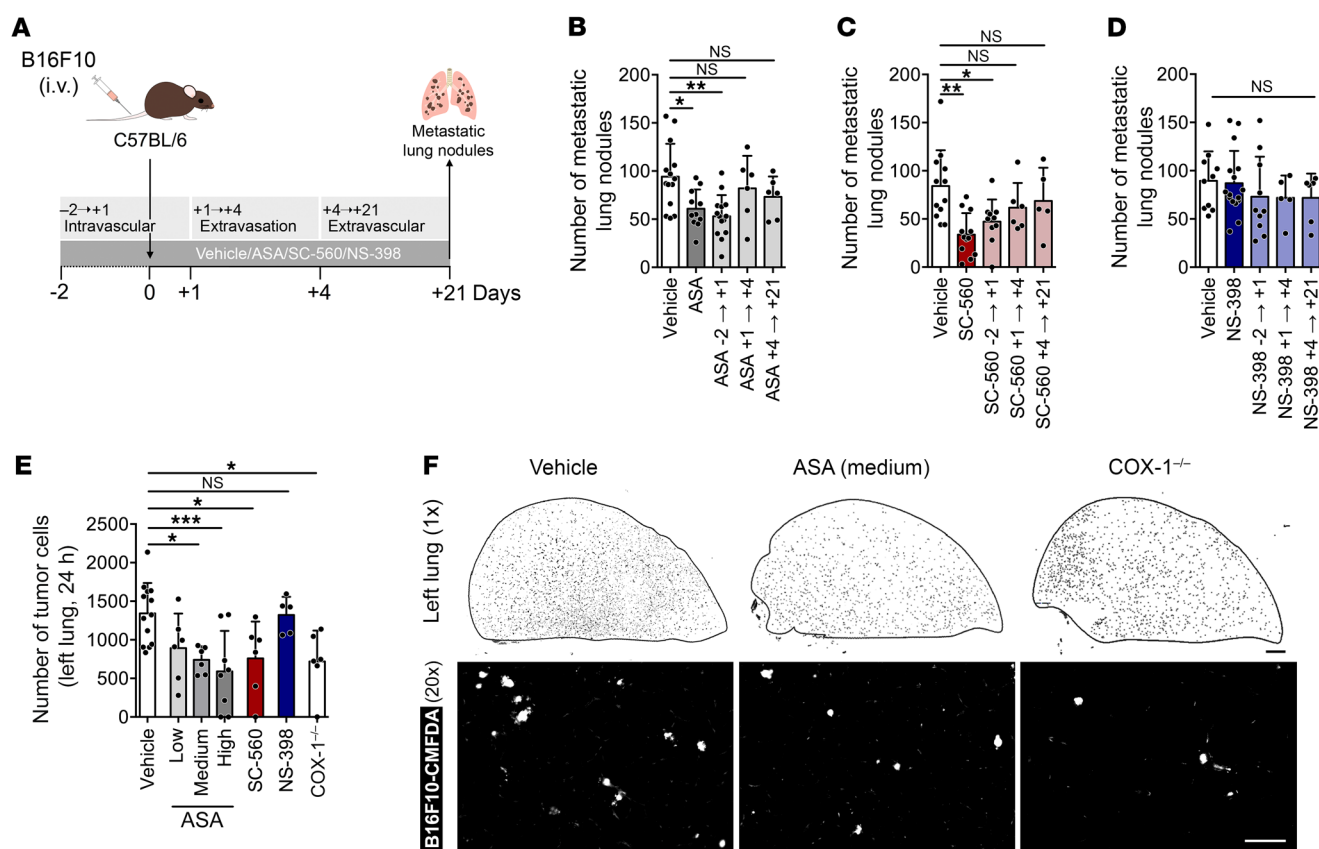 A
B16F10
(i.v.)
C57BL/6
Metastatic
lung nodules
–2→+1
Intravascular
+1→+4
Extravasation
+4→+21
Extravascular
Vehicle/ASA/SC-560/NS-398
-2
0
+1
+4
+21 Days
B
Number of metastatic
lung nodules
NS
NS
**
*
200
150
100
50
0
Vehicle
ASA
ASA -2 → +1
ASA +1 → +4
ASA +4 → +21
C
Number of metastatic
lung nodules
NS
NS
*
**
200
150
100
50
0
Vehicle
SC-560
SC-560 -2 → +1
SC-560 +1 → +4
SC-560 +4 → +21
D
Number of metastatic
lung nodules
NS
200
150
100
50
0
Vehicle
NS-398
NS-398 -2 → +1
NS-398 +1 → +4
NS-398 +4 → +21
E
Number of tumor cells
(left lung, 24 h)
*
NS
*
***
*
2500
2000
1500
1000
500
0
Vehicle
Low
Medium
High
SC-560
NS-398
COX-1–/–
ASA
F
Vehicle
ASA (medium)
COX-1–/–
Left lung (1x)
B16F10-CMFDA (20x)